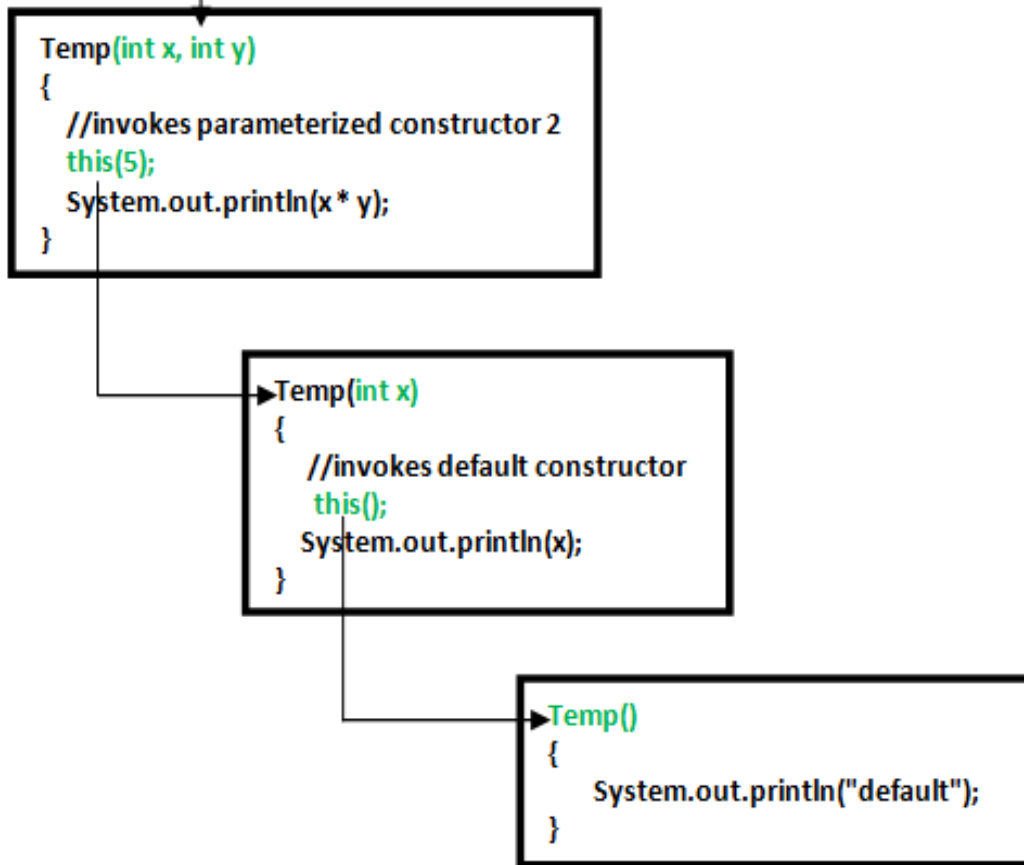 Temp(int x, int y)
{
//invokes parameterized constructor 2
this(5);
System.out.println(x * y);
}
Temp(int x)
{
//invokes default constructor
this();
System.out.println(x);
}
Temp()
{
System.out.println("default");
}